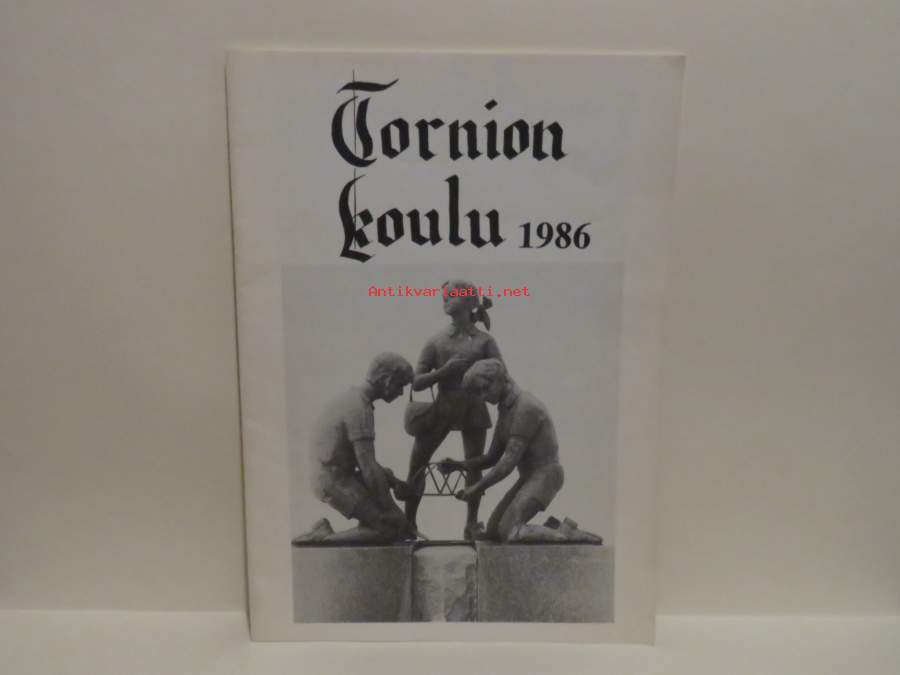 Tornion
koulu 1986
Antikvariaatti.net